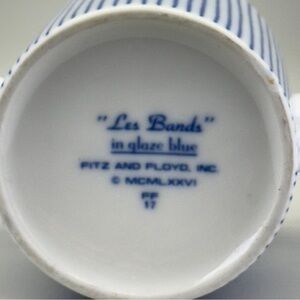 "Les Bands"
in glaze blue
FITZ AND FLOYD, INC.
© MCMLXXVI
FF
17